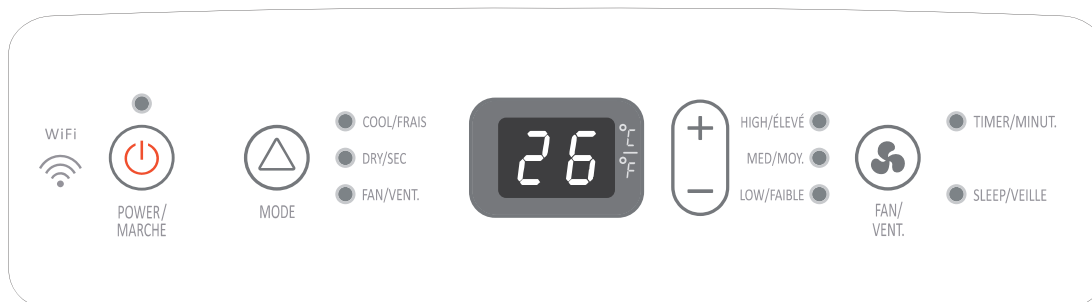 WiFi
POWER/
MARCHE
MODE
COOL/FRAIS
DRY/SEC
FAN/VENT.
26
°C
°F
+
−
HIGH/ÉLEVÉ
MED/MOY.
LOW/FAIBLE
FAN/
VENT.
TIMER/MINUT.
SLEEP/VEILLE